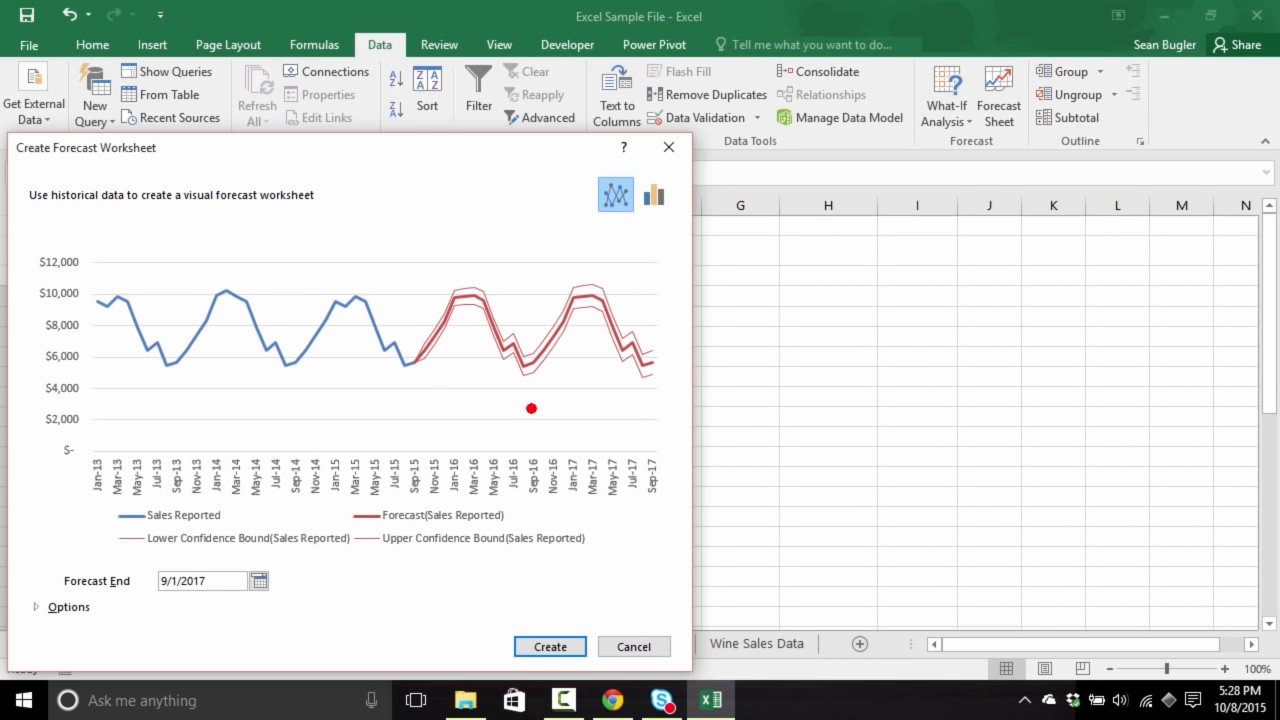 Excel Sample File - Excel
File Home Insert Page Layout Formulas Data Review View Developer Power Pivot Tell me what you want to do... Sean Bugler Share
Get External Data
New Query
Show Queries
From Table
Recent Sources
Refresh All
Connections
Properties
Edit Links
A Z
Z A
Z A A Z
Sort
Filter
Clear
Reapply
Advanced
Text to Columns
Flash Fill
Remove Duplicates
Data Validation
Consolidate
Relationships
Manage Data Model
Data Tools
What-If Analysis
Forecast Sheet
Forecast
Group
Ungroup
Subtotal
Outline
Create Forecast Worksheet ?
Use historical data to create a visual forecast worksheet
G H I J K L M N
$12,000
$10,000
$8,000
$6,000
$4,000
$2,000
$-
Jan-13 Mar-13 May-13 Jul-13 Sep-13 Nov-13 Jan-14 Mar-14 May-14 Jul-14 Sep-14 Nov-14 Jan-15 Mar-15 May-15 Jul-15 Sep-15 Nov-15 Jan-16 Mar-16 May-16 Jul-16 Sep-16 Nov-16 Jan-17 Mar-17 May-17 Jul-17 Sep-17
Sales Reported Forecast(Sales Reported)
Lower Confidence Bound(Sales Reported) Upper Confidence Bound(Sales Reported)
Forecast End 9/1/2017
Options
Create Cancel
Wine Sales Data
100%
Ask me anything
5:28 PM
10/8/2015